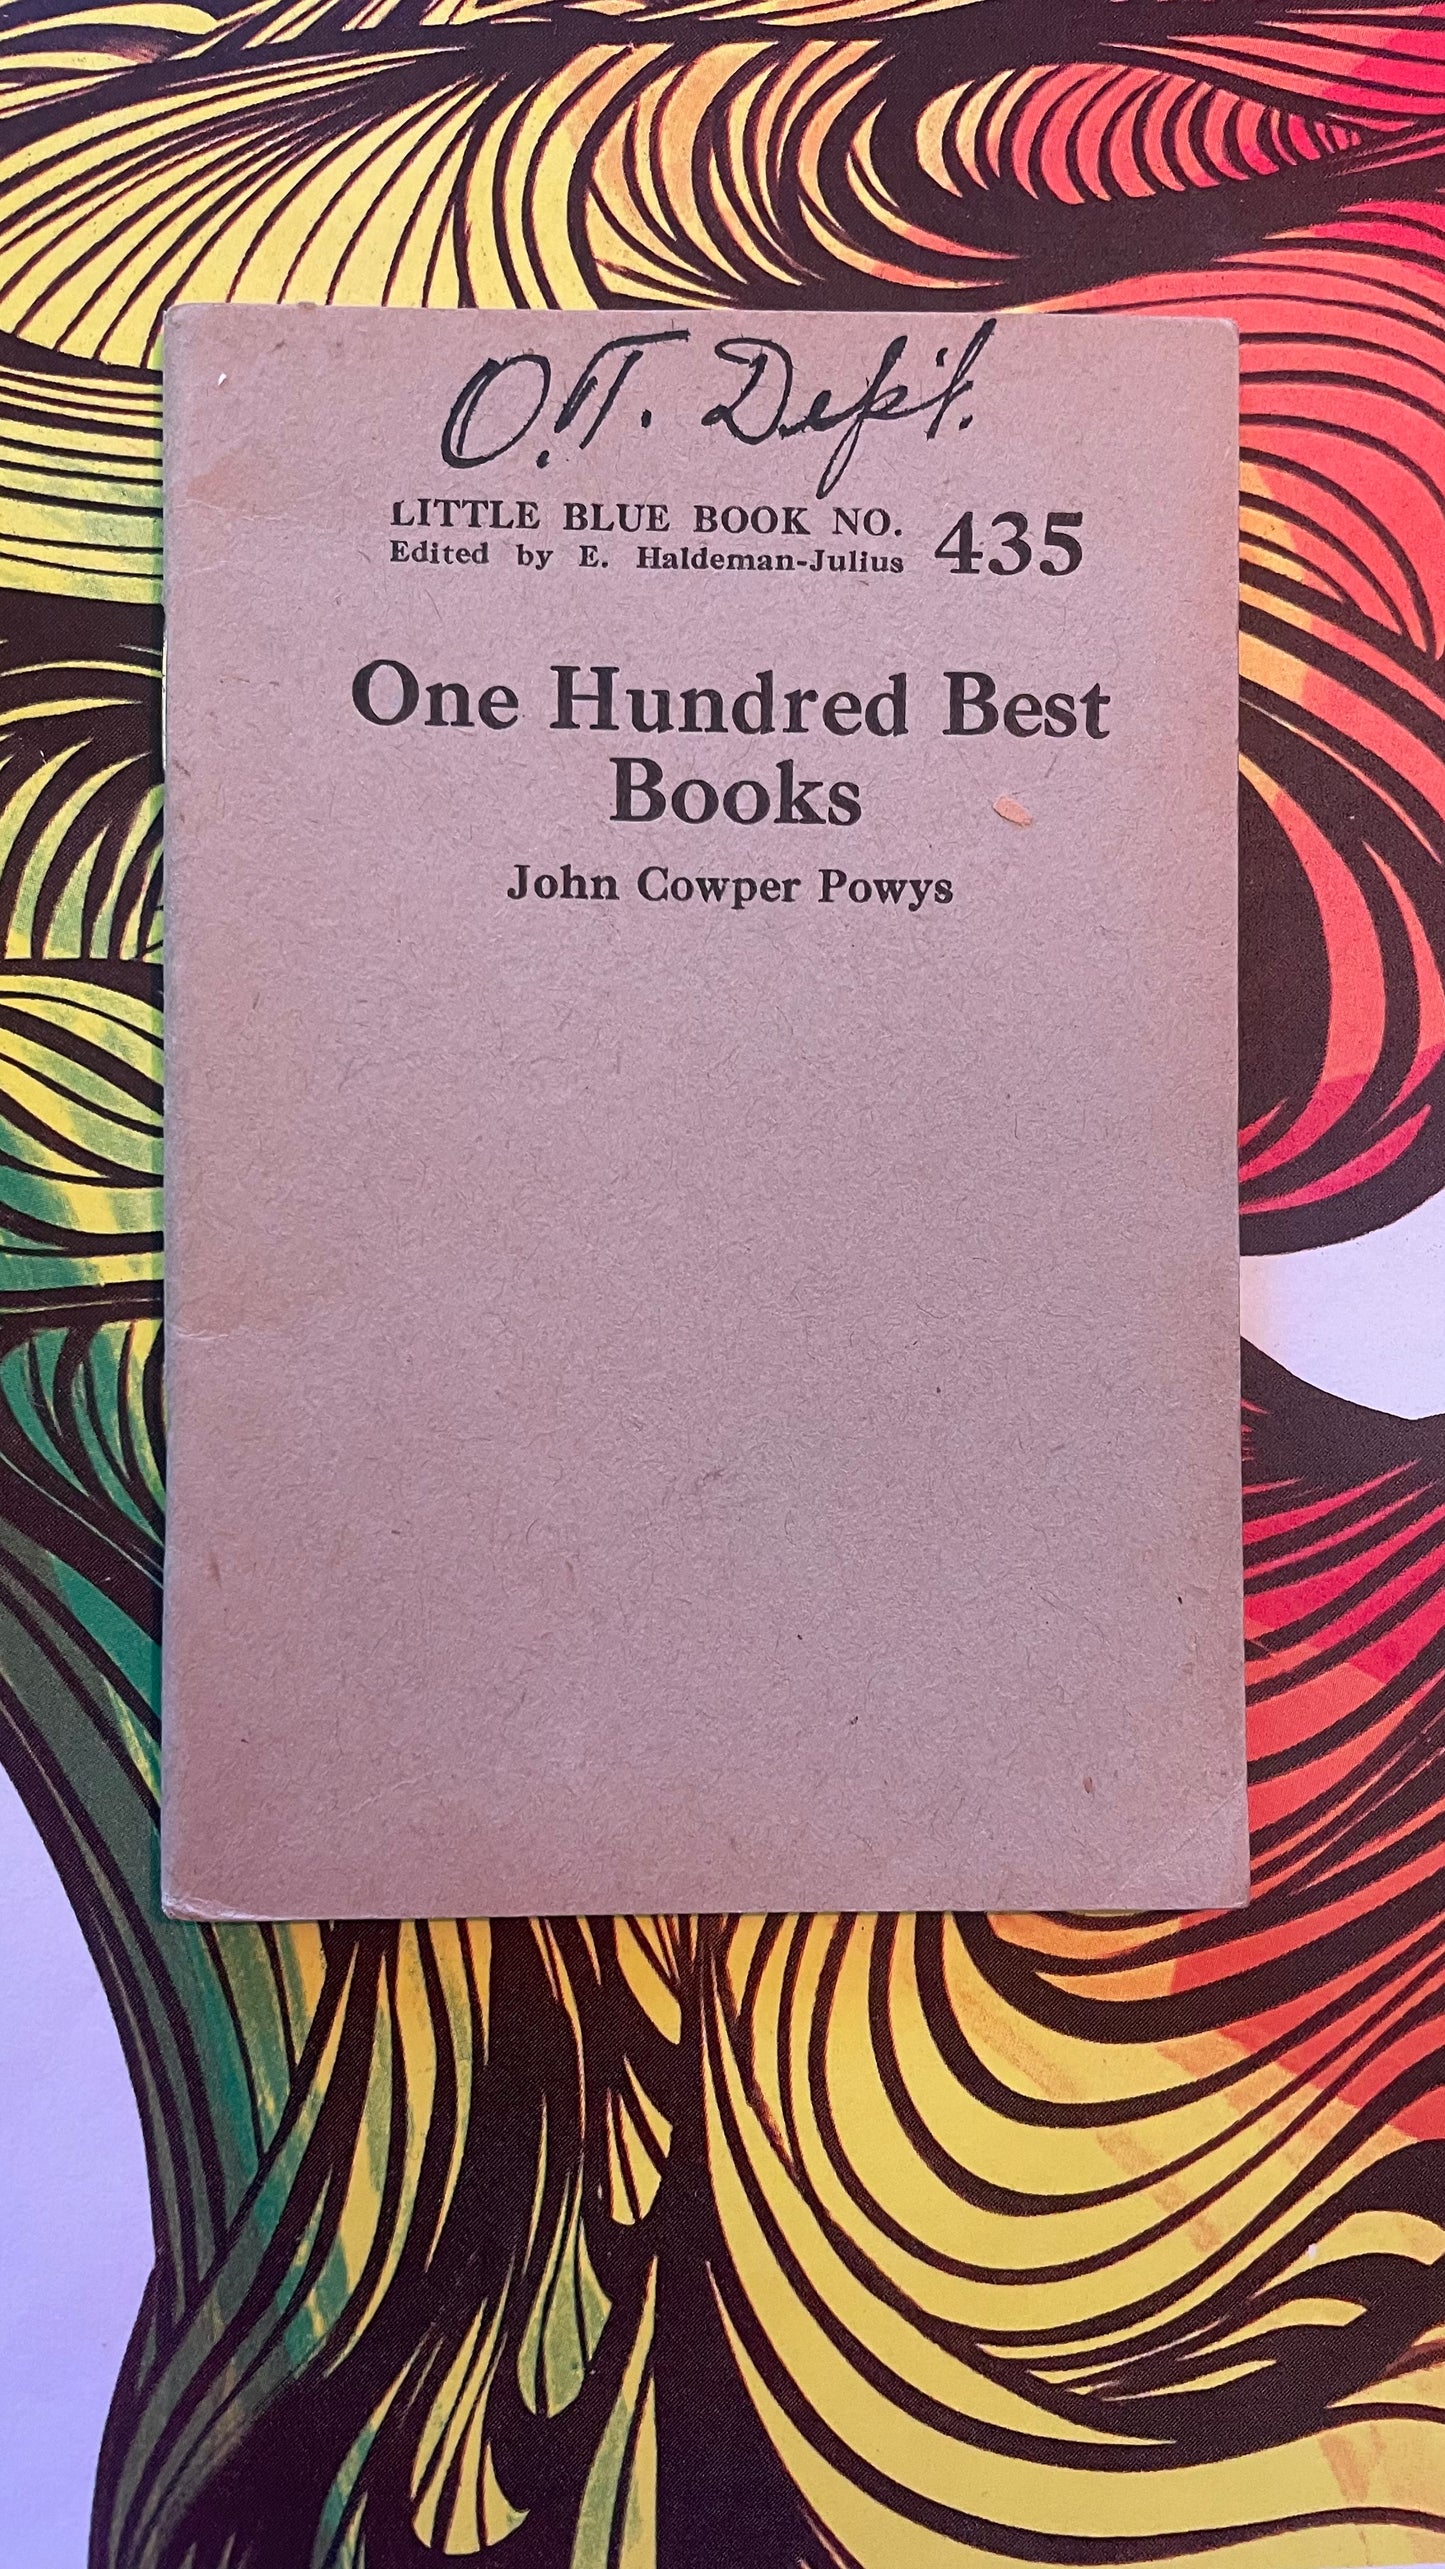 O.T. Dep't.
LITTLE BLUE BOOK NO. 435
Edited by E. Haldeman-Julius
One Hundred Best
Books
John Cowper Powys